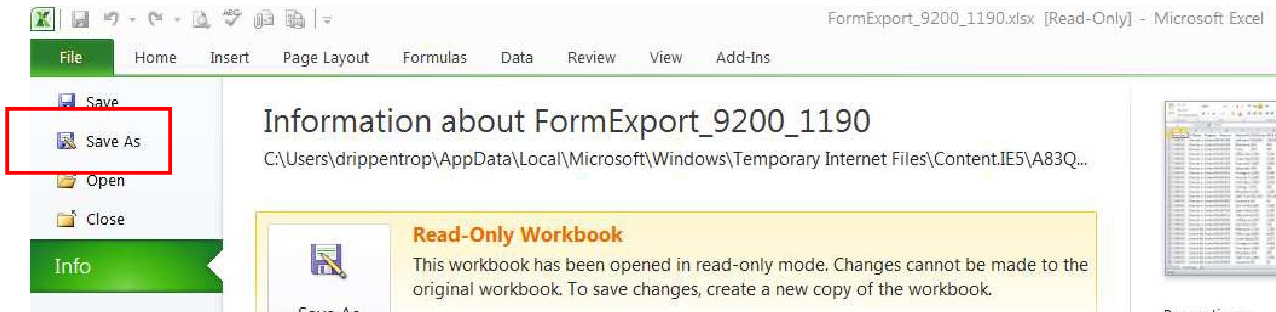 FormExport_9200_1190.xlsx [Read-Only] - Microsoft Excel
File Home Insert Page Layout Formulas Data Review View Add-Ins
Save
Save As
Open
Close
Info
Information about FormExport_9200_1190
C:\Users\drippentrop\AppData\Local\Microsoft\Windows\Temporary Internet Files\Content.IE5\A83Q...
Read-Only Workbook
This workbook has been opened in read-only mode. Changes cannot be made to the
original workbook. To save changes, create a new copy of the workbook.
Save As